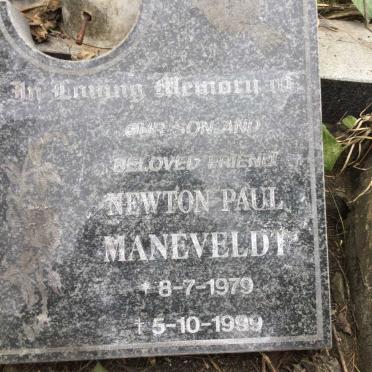 In Loving Memory of
OUR SON AND
BELOVED FRIEND
NEWTON PAUL
MANEVELDT
* 8-7-1979
† 5-10-1999